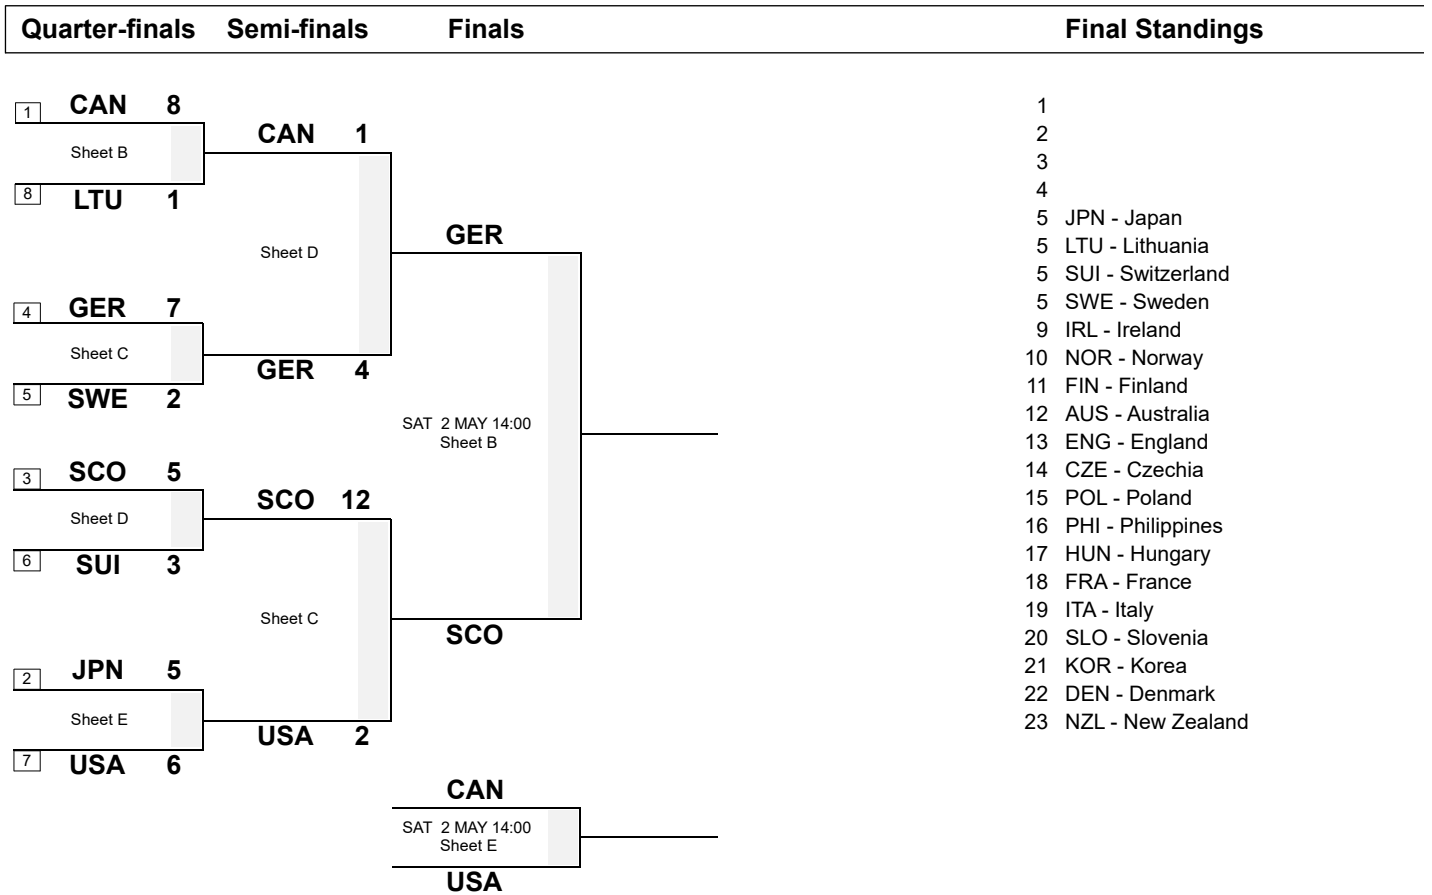 Quarter-finals Semi-finals Finals Final Standings
1 CAN 8
Sheet B
8 LTU 1
CAN 1
Sheet D
GER 4
4 GER 7
Sheet C
5 SWE 2
3 SCO 5
Sheet D
6 SUI 3
SCO 12
Sheet C
USA 2
2 JPN 5
Sheet E
7 USA 6
GER
SAT 2 MAY 14:00
Sheet B
SCO
CAN
SAT 2 MAY 14:00
Sheet E
USA
1
2
3
4
5 JPN - Japan
5 LTU - Lithuania
5 SUI - Switzerland
5 SWE - Sweden
9 IRL - Ireland
10 NOR - Norway
11 FIN - Finland
12 AUS - Australia
13 ENG - England
14 CZE - Czechia
15 POL - Poland
16 PHI - Philippines
17 HUN - Hungary
18 FRA - France
19 ITA - Italy
20 SLO - Slovenia
21 KOR - Korea
22 DEN - Denmark
23 NZL - New Zealand